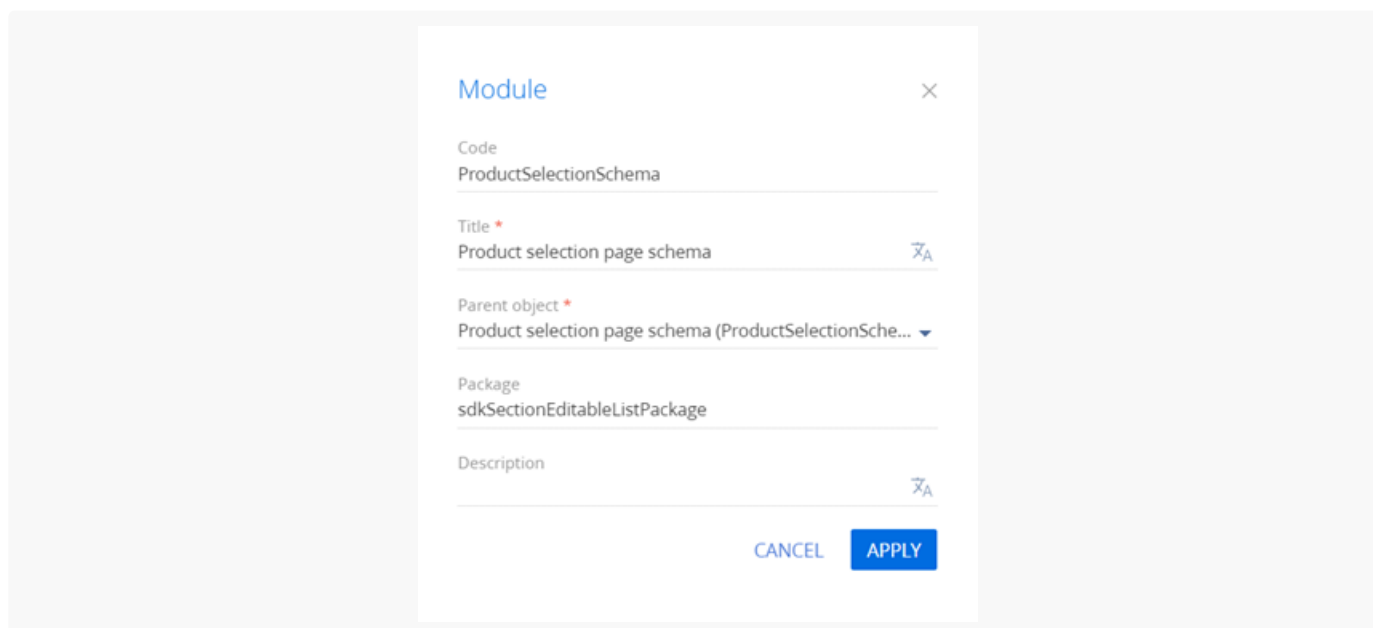 Module
Code
ProductSelectionSchema
Title *
Product selection page schema
Parent object *
Product selection page schema (ProductSelectionSche...
Package
sdkSectionEditableListPackage
Description
CANCEL APPLY